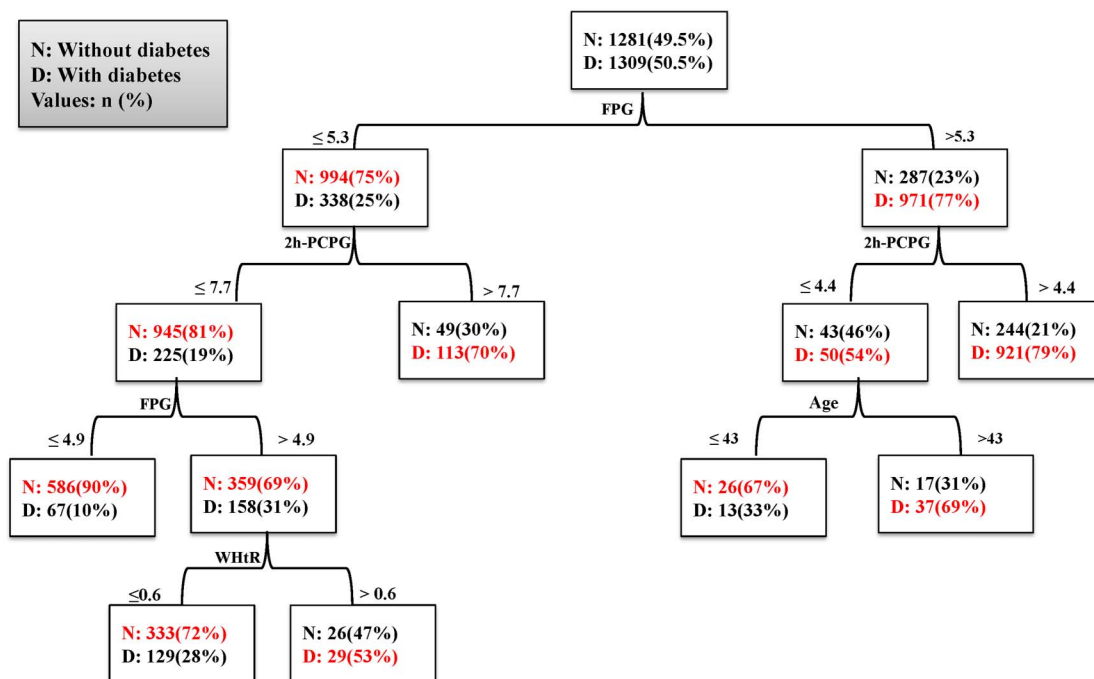 N: Without diabetes
D: With diabetes
Values: n (%)
N: 1281(49.5%)
D: 1309(50.5%)
FPG
≤ 5.3
>5.3
N: 994(75%)
D: 338(25%)
N: 287(23%)
D: 971(77%)
2h-PCPG
2h-PCPG
≤ 7.7
> 7.7
≤ 4.4
> 4.4
N: 945(81%)
D: 225(19%)
N: 49(30%)
D: 113(70%)
N: 43(46%)
D: 50(54%)
N: 244(21%)
D: 921(79%)
FPG
Age
≤ 4.9
> 4.9
≤ 43
>43
N: 586(90%)
D: 67(10%)
N: 359(69%)
D: 158(31%)
N: 26(67%)
D: 13(33%)
N: 17(31%)
D: 37(69%)
WHtR
≤0.6
> 0.6
N: 333(72%)
D: 129(28%)
N: 26(47%)
D: 29(53%)